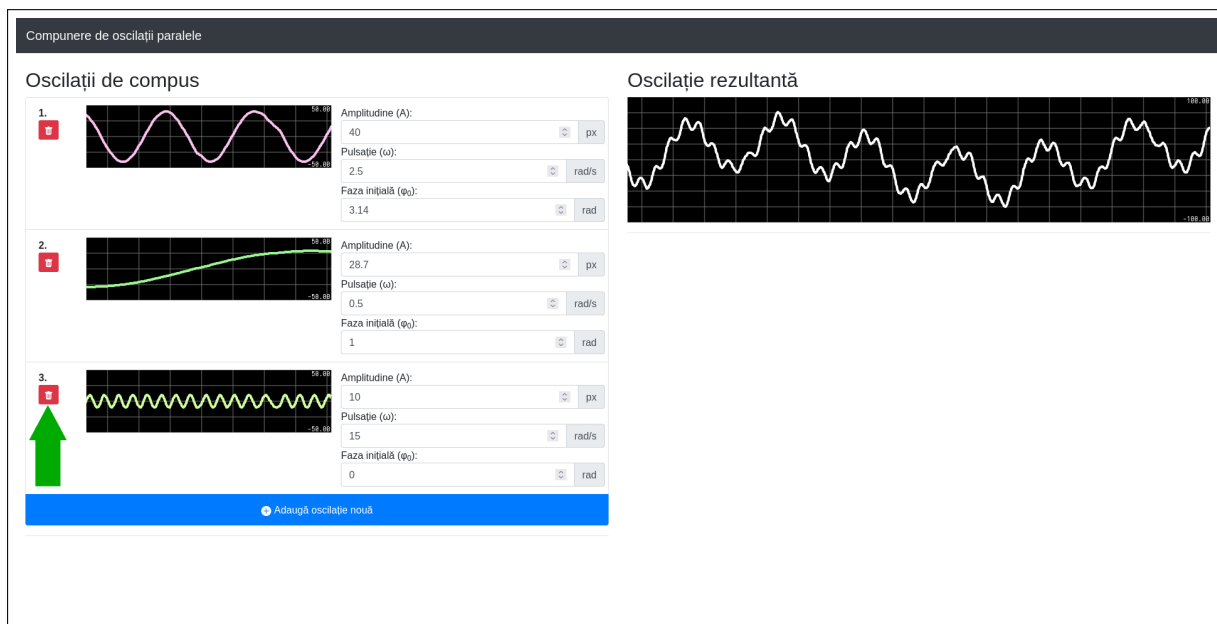 Compunere de oscilații paralele
Oscilații de compus
1.
50.00
-50.00
Amplitudine (A):
40
px
Pulsație (ω):
2.5
rad/s
Faza inițială (φ₀):
3.14
rad
2.
50.00
-50.00
Amplitudine (A):
28.7
px
Pulsație (ω):
0.5
rad/s
Faza inițială (φ₀):
1
rad
3.
50.00
-50.00
Amplitudine (A):
10
px
Pulsație (ω):
15
rad/s
Faza inițială (φ₀):
0
rad
Adaugă oscilație nouă
Oscilație rezultantă
100.00
-100.00